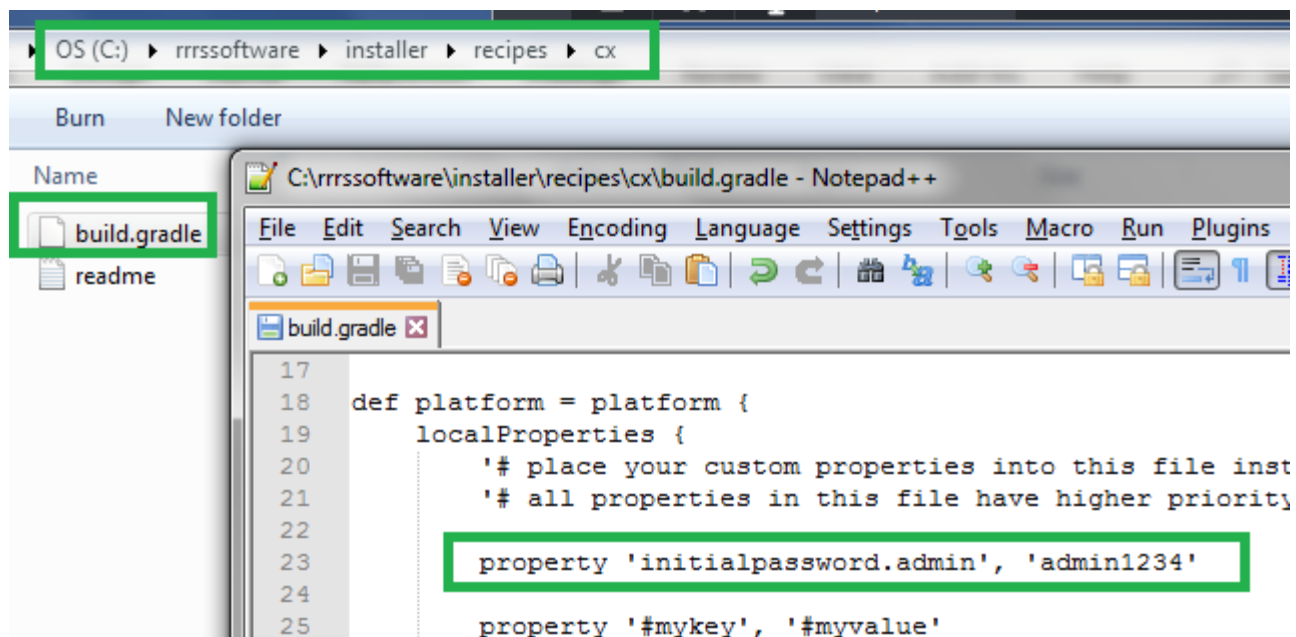 OS (C:) rrrssoftware installer recipes cx
Burn New folder
Name
build.gradle
readme
C:\rrrssoftware\installer\recipes\cx\build.gradle - Notepad++
File Edit Search View Encoding Language Settings Tools Macro Run Plugins
build.gradle
17
18 def platform = platform {
19 localProperties {
20 '# place your custom properties into this file inst
21 '# all properties in this file have higher priority
22
23 property 'initialpassword.admin', 'admin1234'
24
25 property '#mykey', '#myvalue'